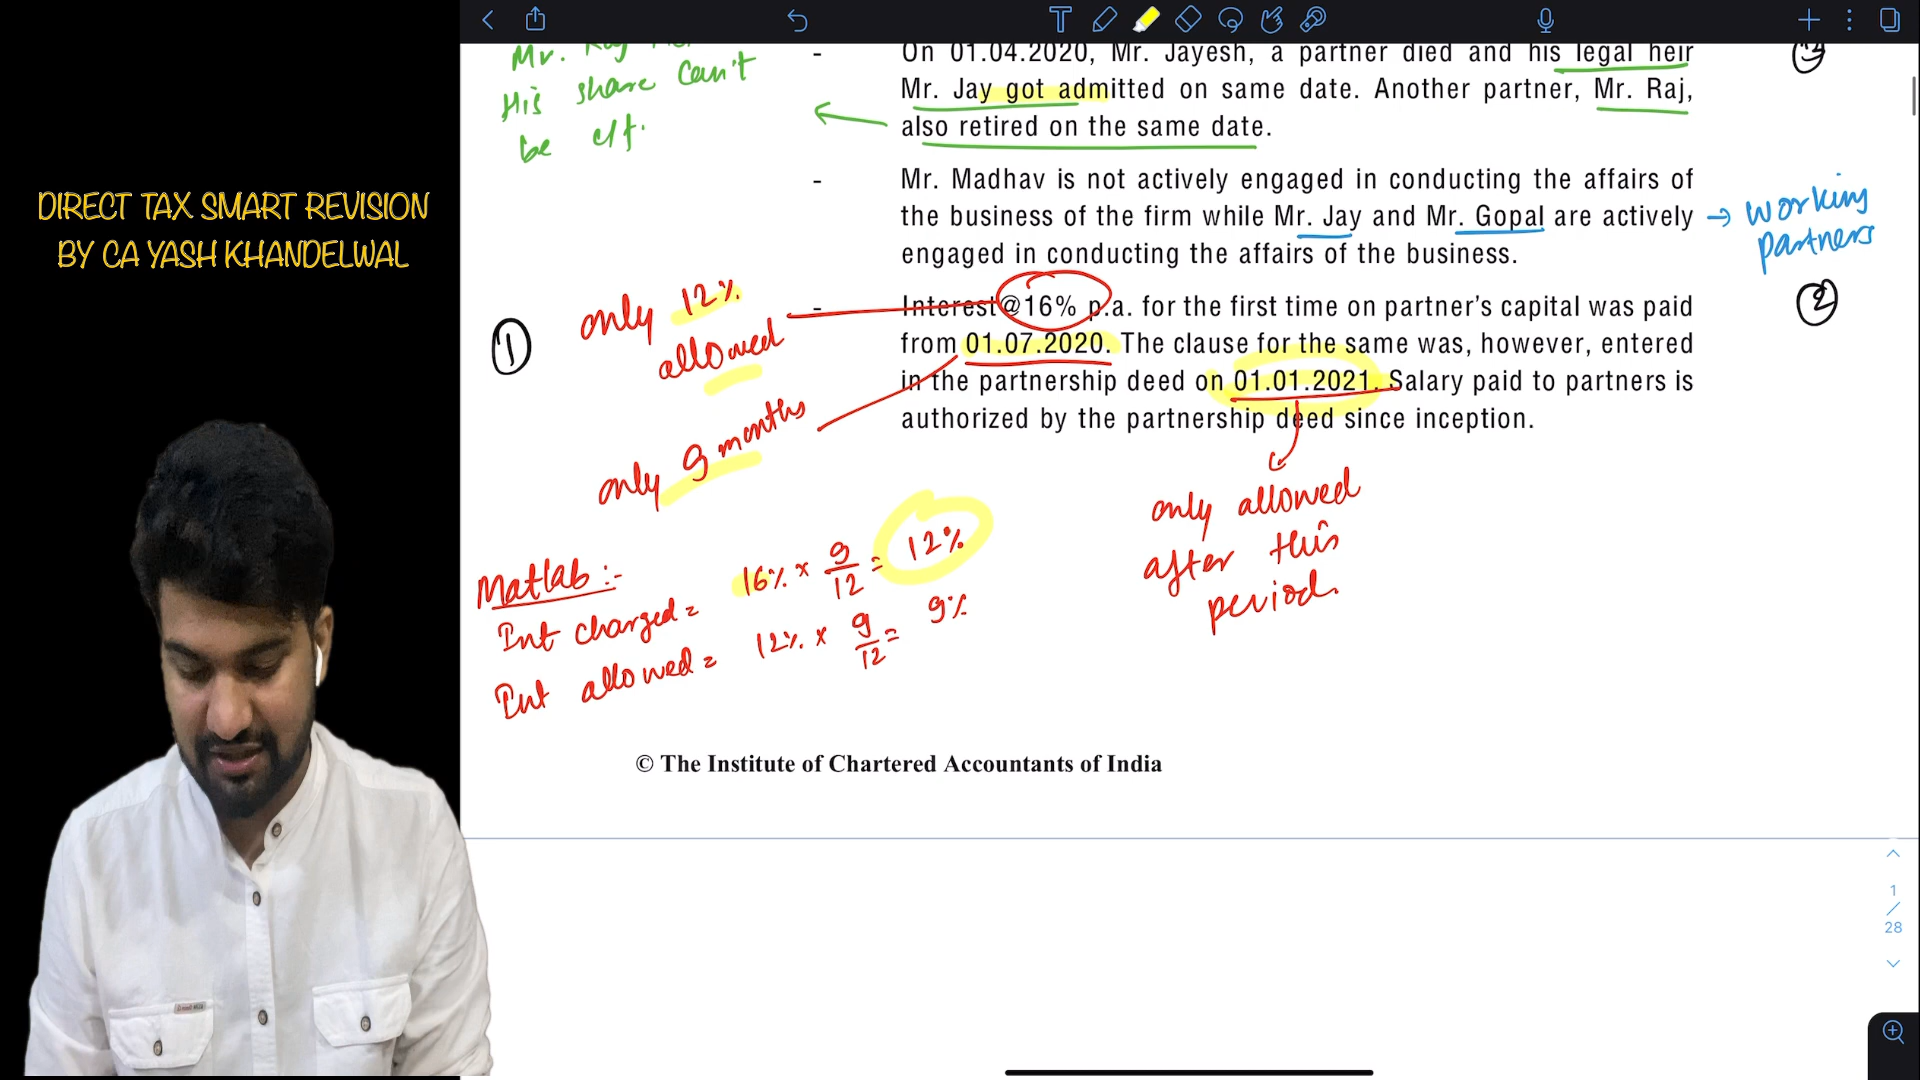 DIRECT TAX SMART REVISION
BY CA YASH KHANDELWAL
Mr. Raj
His share can't
be c/f.
- On 01.04.2020, Mr. Jayesh, a partner died and his legal heir
Mr. Jay got admitted on same date. Another partner, Mr. Raj,
also retired on the same date.
- Mr. Madhav is not actively engaged in conducting the affairs of
the business of the firm while Mr. Jay and Mr. Gopal are actively
engaged in conducting the affairs of the business.
→ working
partners
- Interest @16% p.a. for the first time on partner's capital was paid
from 01.07.2020. The clause for the same was, however, entered
in the partnership deed on 01.01.2021. Salary paid to partners is
authorized by the partnership deed since inception.
2
1
only 12%
allowed
only 9 months
only allowed
after this
period.
Matlab:-
Int charged = 16% × 9/12 = 12%
Int allowed = 12% × 9/12 = 9%
© The Institute of Chartered Accountants of India
1
/
28